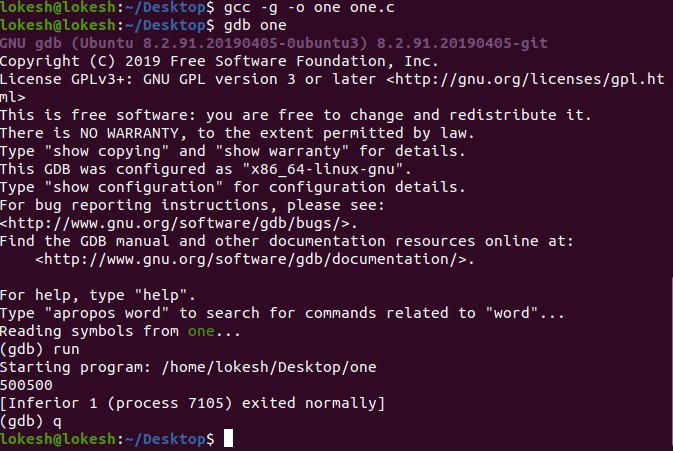 lokesh@lokesh:~/Desktop$ gcc -g -o one one.c
lokesh@lokesh:~/Desktop$ gdb one
GNU gdb (Ubuntu 8.2.91.20190405-0ubuntu3) 8.2.91.20190405-git
Copyright (C) 2019 Free Software Foundation, Inc.
License GPLv3+: GNU GPL version 3 or later <http://gnu.org/licenses/gpl.ht
ml>
This is free software: you are free to change and redistribute it.
There is NO WARRANTY, to the extent permitted by law.
Type "show copying" and "show warranty" for details.
This GDB was configured as "x86_64-linux-gnu".
Type "show configuration" for configuration details.
For bug reporting instructions, please see:
<http://www.gnu.org/software/gdb/bugs/>.
Find the GDB manual and other documentation resources online at:
    <http://www.gnu.org/software/gdb/documentation/>.

For help, type "help".
Type "apropos word" to search for commands related to "word"...
Reading symbols from one...
(gdb) run
Starting program: /home/lokesh/Desktop/one
500500
[Inferior 1 (process 7105) exited normally]
(gdb) q
lokesh@lokesh:~/Desktop$